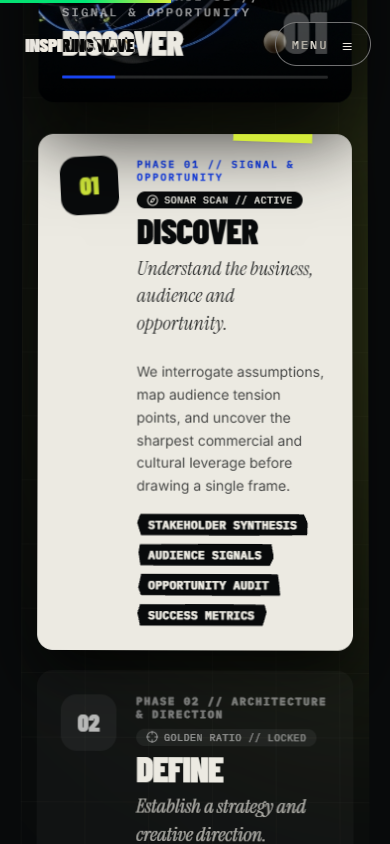 SIGNAL & OPPORTUNITY
01
DISCOVER
MENU
01
PHASE 01 // SIGNAL &
OPPORTUNITY
SONAR SCAN // ACTIVE
DISCOVER
Understand the business,
audience and
opportunity.
We interrogate assumptions,
map audience tension
points, and uncover the
sharpest commercial and
cultural leverage before
drawing a single frame.
STAKEHOLDER SYNTHESIS
AUDIENCE SIGNALS
OPPORTUNITY AUDIT
SUCCESS METRICS
02
PHASE 02 // ARCHITECTURE
& DIRECTION
GOLDEN RATIO // LOCKED
DEFINE
Establish a strategy and
creative direction.